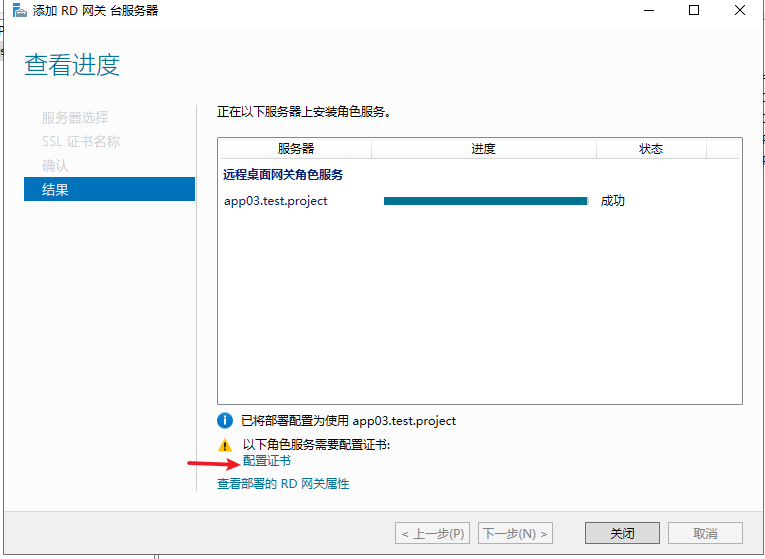 添加 RD 网关 台服务器
查看进度
服务器选择
SSL 证书名称
确认
结果
正在以下服务器上安装角色服务。
服务器 进度 状态
远程桌面网关角色服务
app03.test.project 成功
已将部署配置为使用 app03.test.project
以下角色服务需要配置证书:
配置证书
查看部署的 RD 网关属性
< 上一步(P) 下一步(N) > 关闭 取消